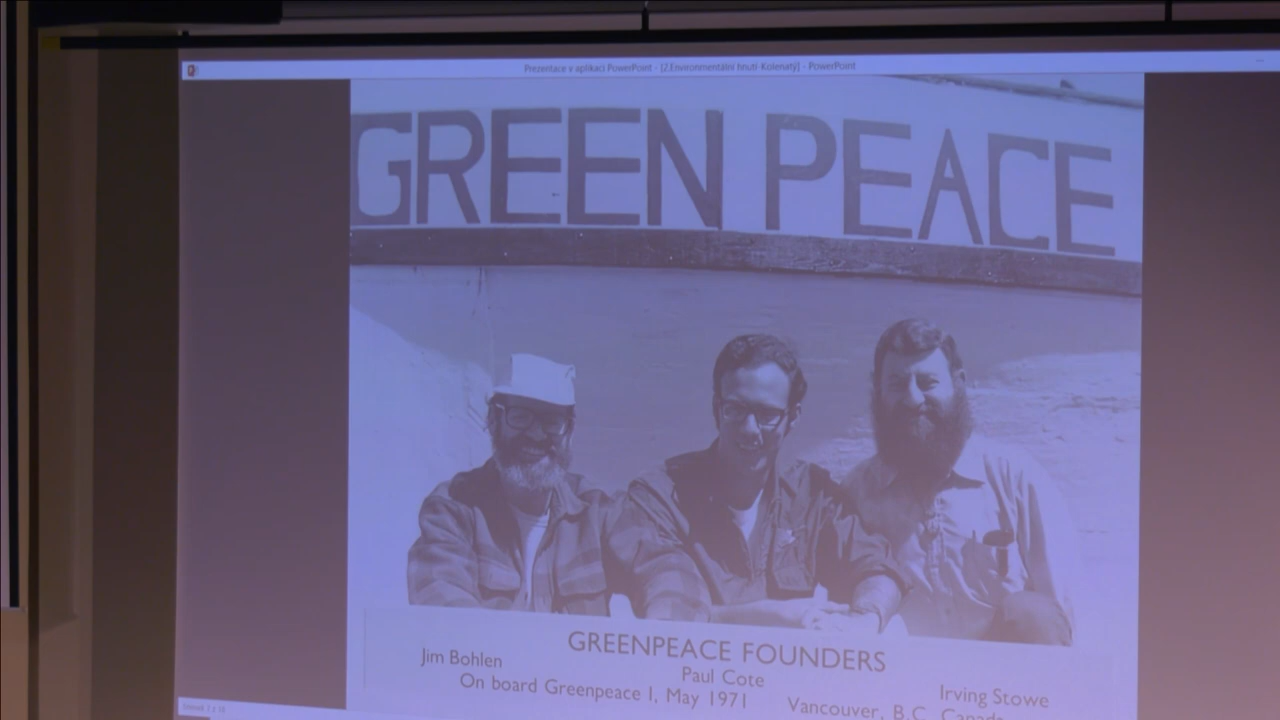 Prezentace v aplikaci PowerPoint - [2.Environmentální hnutí-Kolenatý] - PowerPoint
GREEN PEACE
GREENPEACE FOUNDERS
Jim Bohlen
Paul Cote
Irving Stowe
On board Greenpeace I, May 1971
Vancouver, B.C. Canada